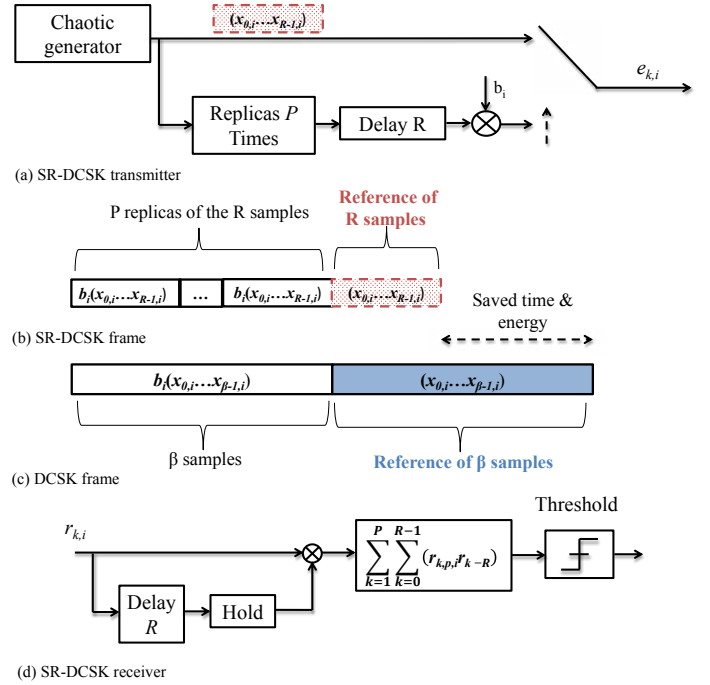 Chaotic
generator
(x0,i…xR-1,i)
ek,i
bi
Replicas P
Times
Delay R
(a) SR-DCSK transmitter
P replicas of the R samples
Reference of
R samples
bi(x0,i…xR-1,i)
...
bi(x0,i…xR-1,i)
(x0,i…xR-1,i)
(b) SR-DCSK frame
Saved time &
energy
bi(x0,i…xβ-1,i)
(x0,i…xβ-1,i)
β samples
Reference of β samples
(c) DCSK frame
Threshold
rk,i
P R−1
∑ ∑ (rk,p,i rk−R)
k=1 k=0
Delay
R
Hold
(d) SR-DCSK receiver